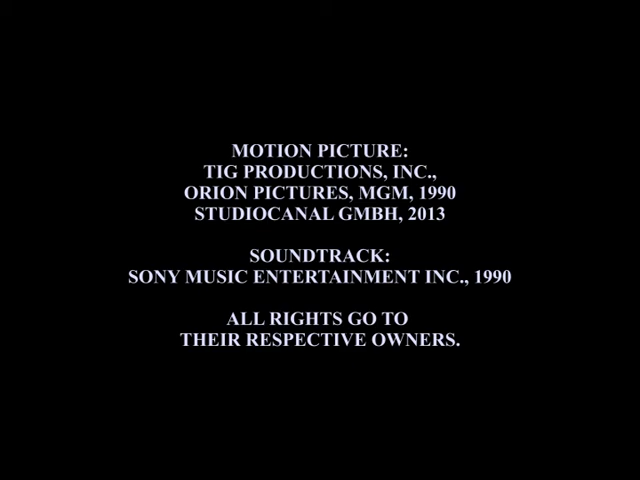 MOTION PICTURE:
TIG PRODUCTIONS, INC.,
ORION PICTURES, MGM, 1990
STUDIOCANAL GMBH, 2013
SOUNDTRACK:
SONY MUSIC ENTERTAINMENT INC., 1990
ALL RIGHTS GO TO
THEIR RESPECTIVE OWNERS.